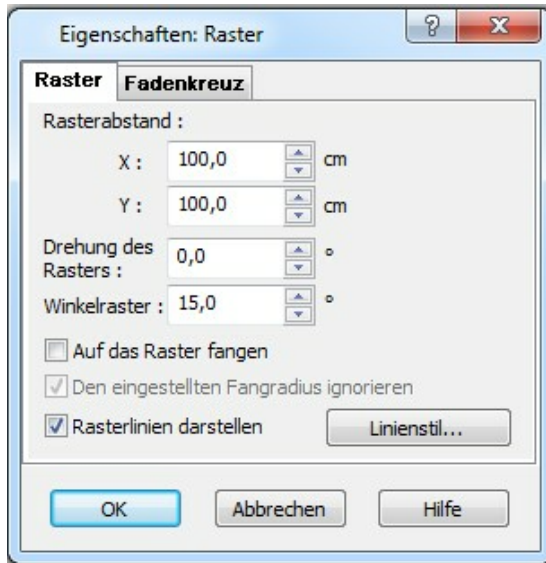 Eigenschaften: Raster
Raster Fadenkreuz
Rasterabstand :
X : 100,0 cm
Y : 100,0 cm
Drehung des
Rasters : 0,0 °
Winkelraster : 15,0 °
Auf das Raster fangen
Den eingestellten Fangradius ignorieren
Rasterlinien darstellen Linienstil...
OK Abbrechen Hilfe